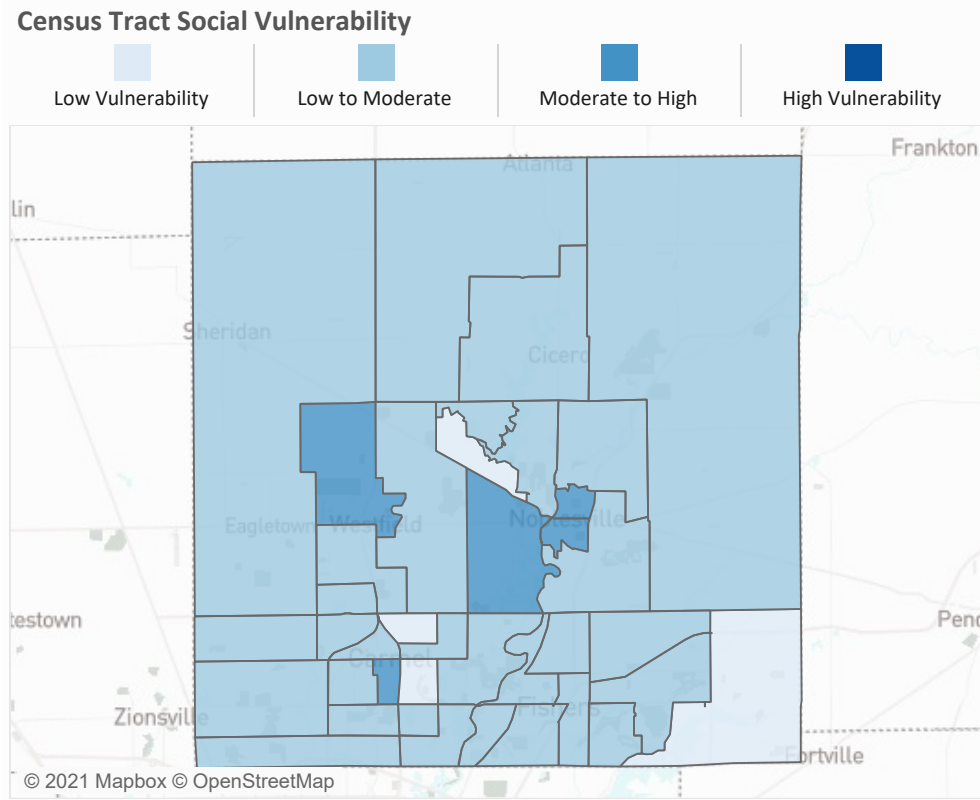 Census Tract Social Vulnerability
Low Vulnerability
Low to Moderate
Moderate to High
High Vulnerability
Atlanta
Frankton
lin
Sheridan
Cicero
Eagletown
Westfield
Noblesville
testown
Pend
Carmel
Zionsville
Fishers
Fortville
© 2021 Mapbox © OpenStreetMap